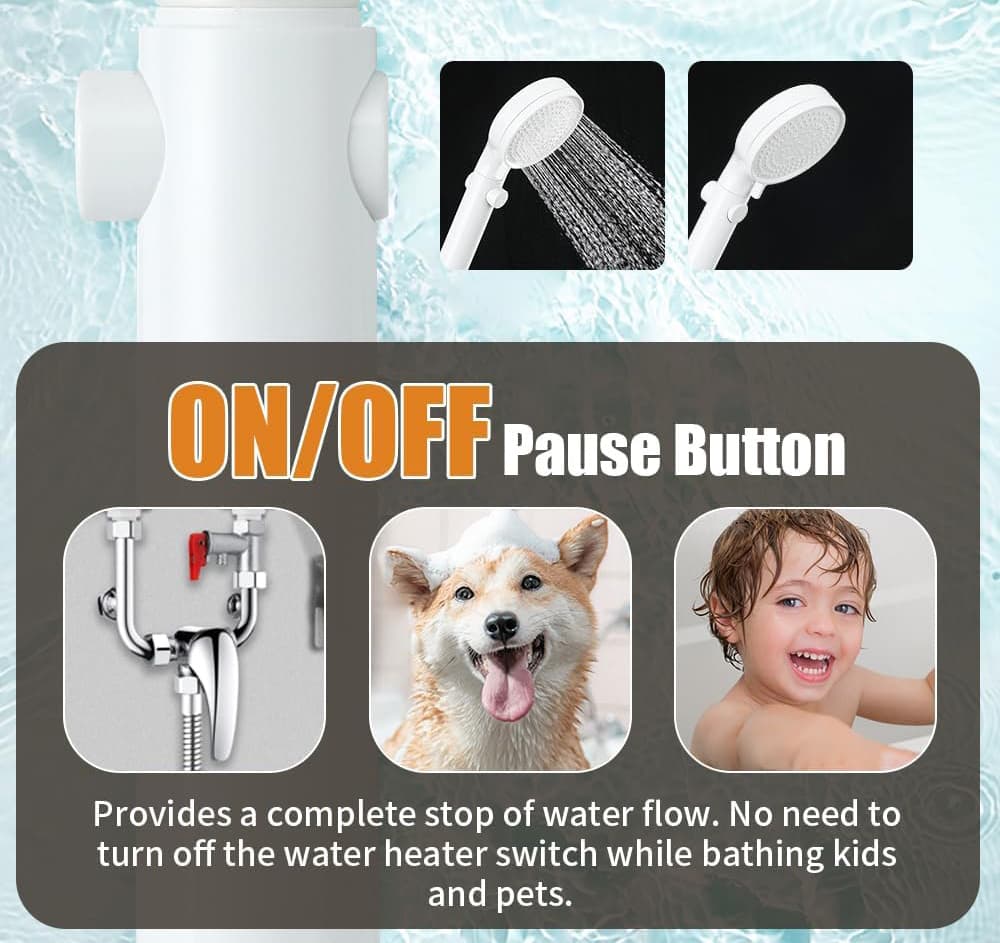 ON/OFF Pause Button
Provides a complete stop of water flow. No need to
turn off the water heater switch while bathing kids
and pets.